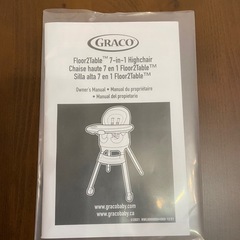 GRACO
Floor2Table™ 7-in-1 Highchair
Chaise haute 7 en 1 Floor2Table™
Silla alta 7 en 1 Floor2Table™
Owner's Manual • Manuel du propriétaire
• Manual del propietario
www.gracobaby.com
www.gracobaby.ca